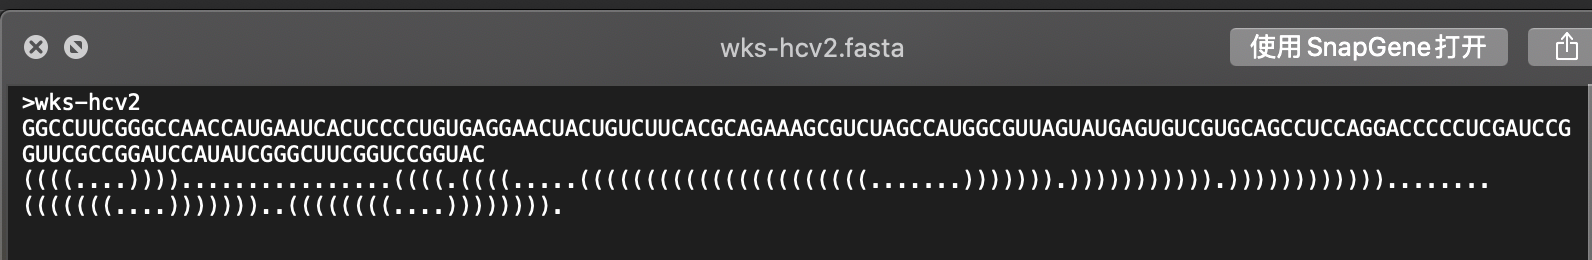 wks-hcv2.fasta
使用 SnapGene 打开
>wks-hcv2
GGCCUUCGGGCCAACCAUGAAUCACUCCCCUGUGAGGAACUACUGUCUUCACGCAGAAAGCGUCUAGCCAUGGCGUUAGUAUGAGUGUCGUGCAGCCUCCAGGACCCCCUCGAUCCG
GUUCGCCGGAUCCAUAUCGGGCUUCGGUCCGGUAC
((((....))))................((((.((((.....((((((((((((((((((((((.......))))))).))))))))))).))))))))))))........
(((((((....)))))))..((((((((....)))))))).